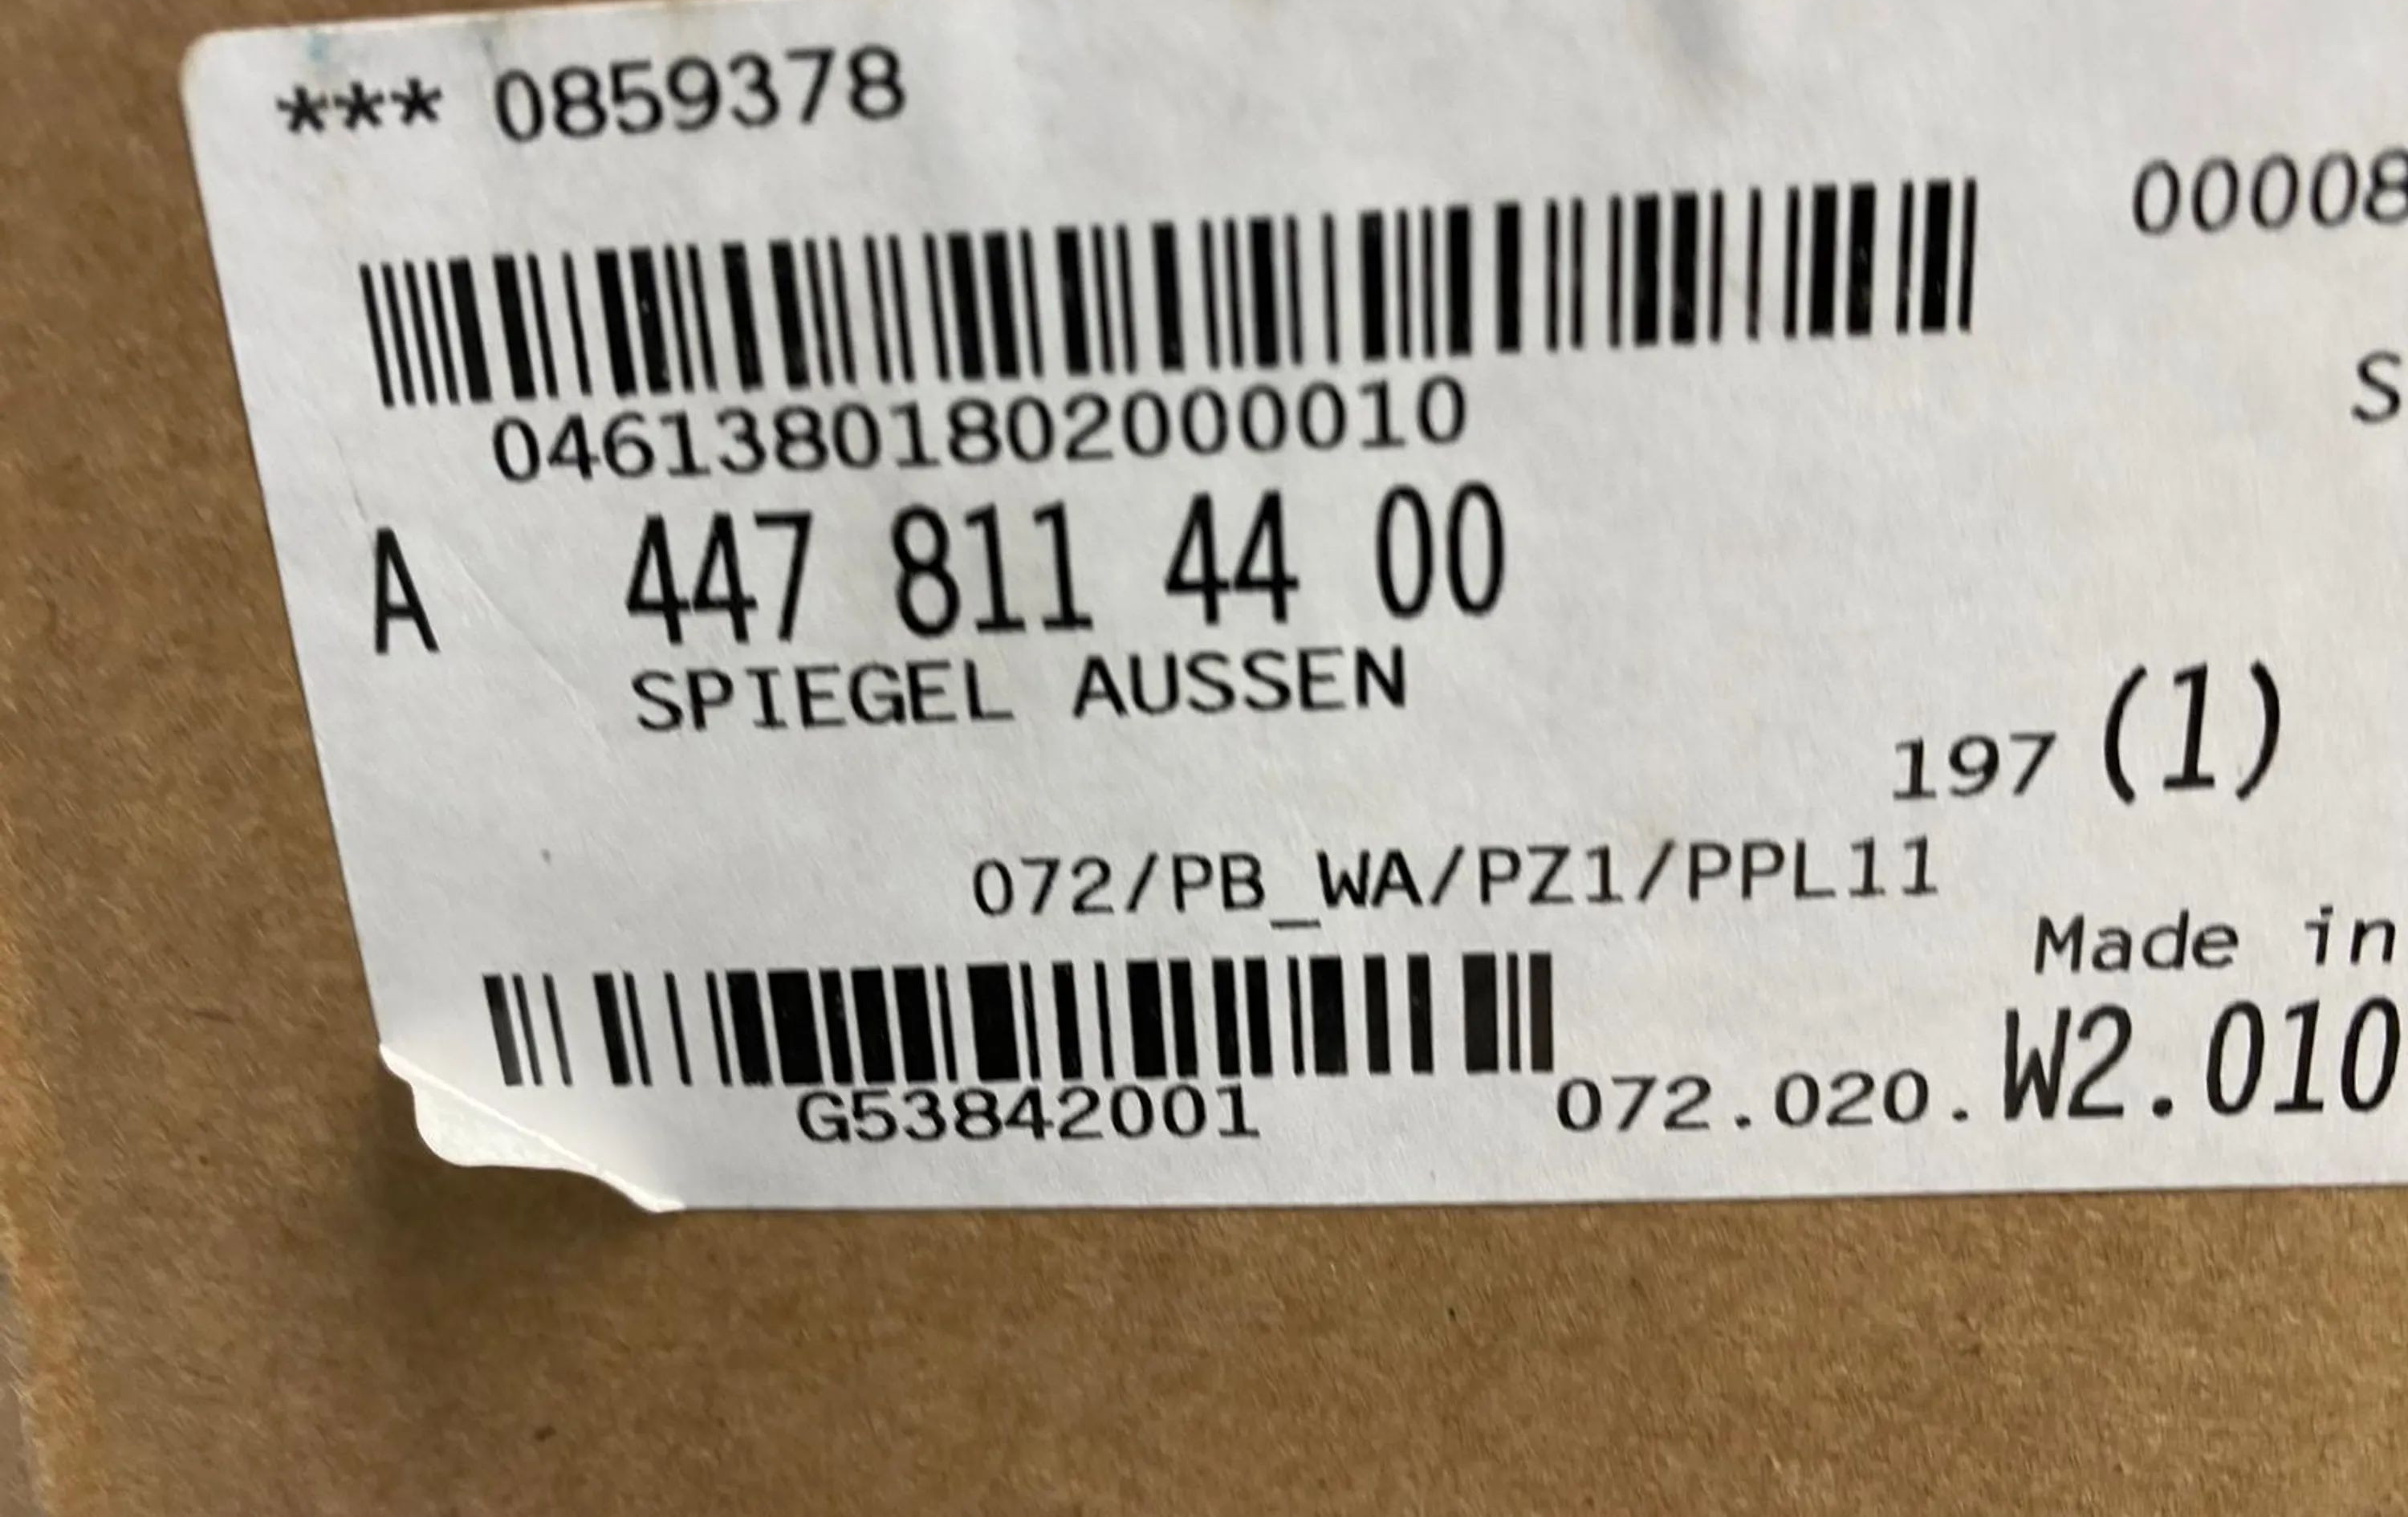 *** 0859378
00008
04613801802000010
S
A 447 811 44 00
SPIEGEL AUSSEN
197 (1)
072/PB_WA/PZ1/PPL11
Made in
G53842001 072.020.W2.010